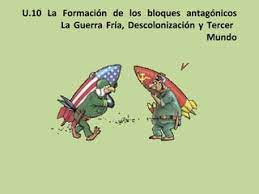 U.10 La Formación de los bloques antagónicos
La Guerra Fría, Descolonización y Tercer
Mundo